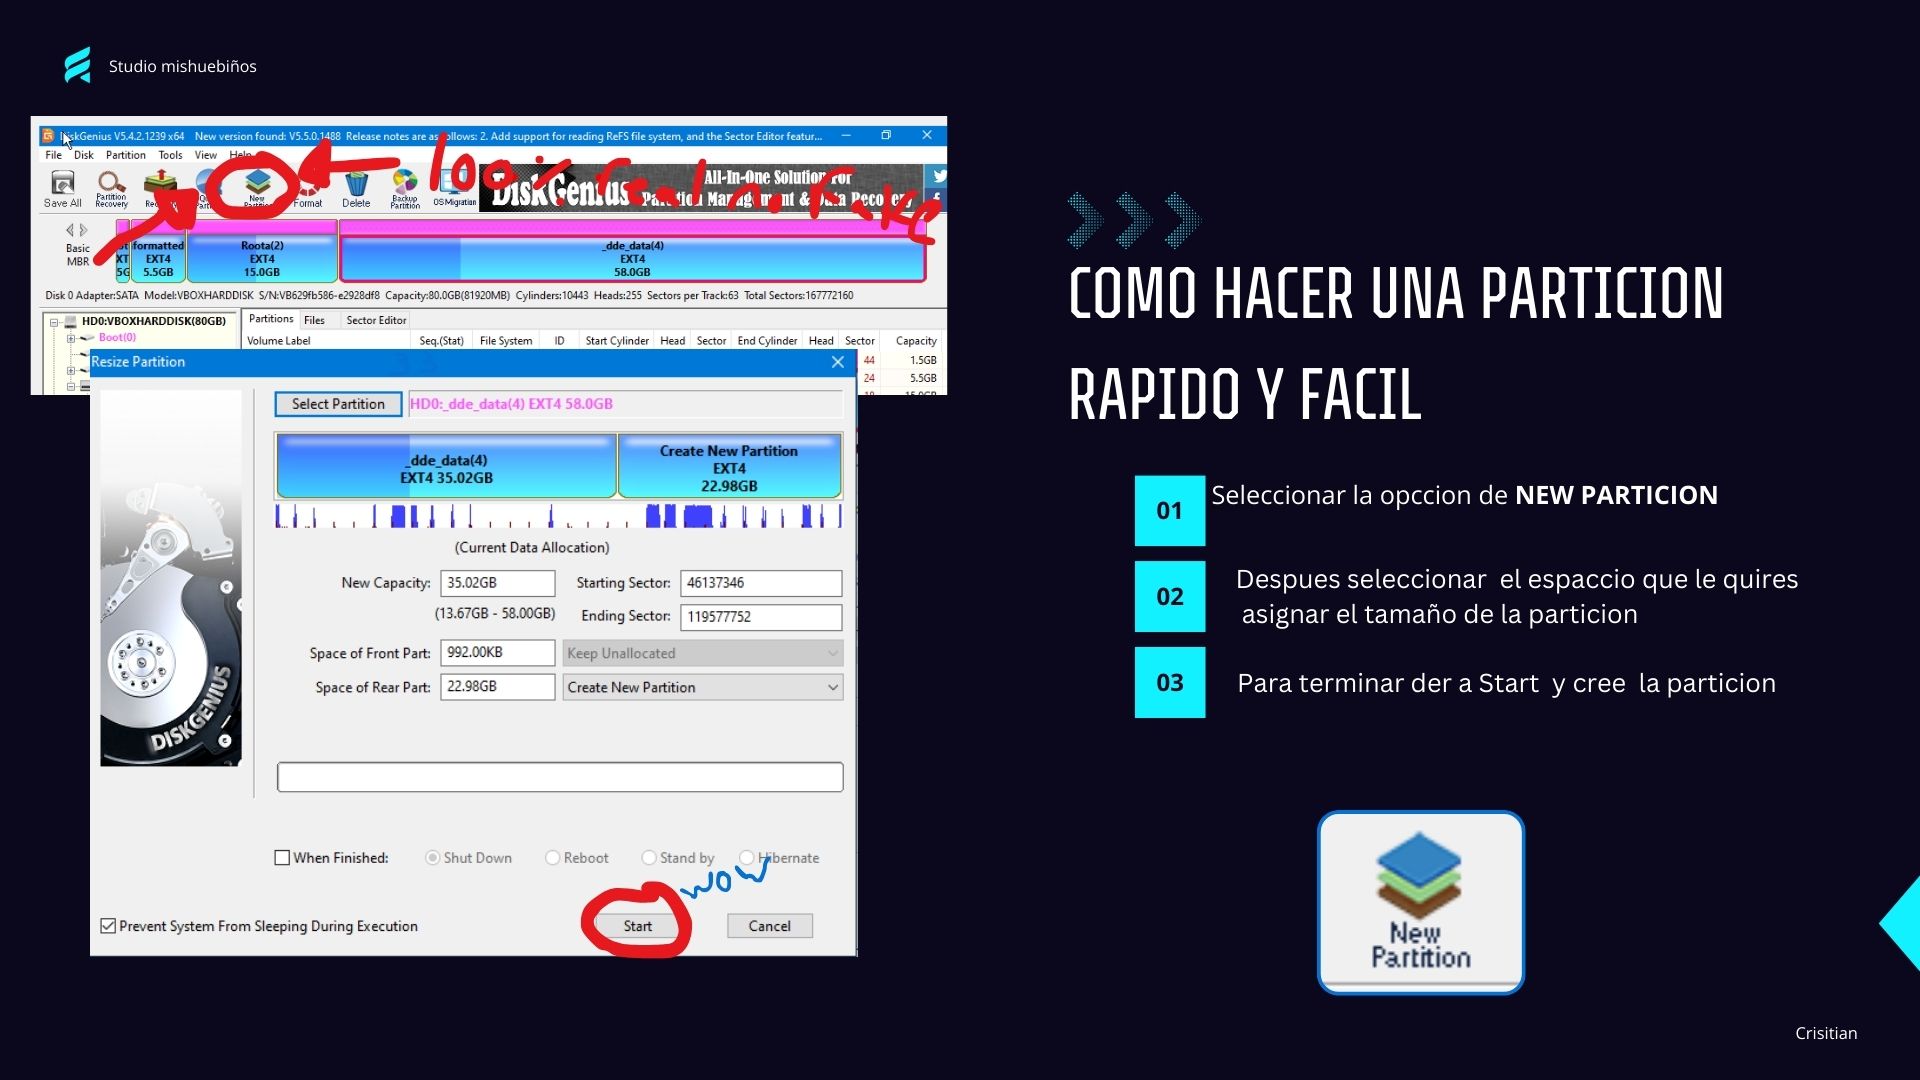 Studio mishuebiños
DiskGenius V5.4.2.1239 x64 New version found: V5.5.0.1488 Release notes are as follows: 2. Add support for reading ReFS file system, and the Sector Editor featur...
File Disk Partition Tools View Help
100% real n. Fake
Save All
Partition
Recovery
New
Format
Delete
Backup
Partition
OS Migration
DiskGenius
All-In-One Solution For
Partition Management & Data Recovery
Basic
MBR
XT
5G
formatted
EXT4
5.5GB
Roota(2)
EXT4
15.0GB
_dde_data(4)
EXT4
58.0GB
Disk 0 Adapter:SATA Model:VBOXHARDDISK S/N:VB629fb586-e2928df8 Capacity:80.0GB(81920MB) Cylinders:10443 Heads:255 Sectors per Track:63 Total Sectors:167772160
HD0:VBOXHARDDISK(80GB)
Boot(0)
Partitions Files Sector Editor
Volume Label Seq.(Stat) File System ID Start Cylinder Head Sector End Cylinder Head Sector Capacity
44 1.5GB
24 5.5GB
Resize Partition
Select Partition HD0:_dde_data(4) EXT4 58.0GB
_dde_data(4)
EXT4 35.02GB
Create New Partition
EXT4
22.98GB
(Current Data Allocation)
New Capacity: 35.02GB Starting Sector: 46137346
(13.67GB - 58.00GB) Ending Sector: 119577752
Space of Front Part: 992.00KB Keep Unallocated
Space of Rear Part: 22.98GB Create New Partition
DISKGENIUS
When Finished: Shut Down Reboot Stand by Hibernate
wow
Prevent System From Sleeping During Execution Start Cancel
COMO HACER UNA PARTICION
RAPIDO Y FACIL
01 Seleccionar la opccion de NEW PARTICION
02 Despues seleccionar el espaccio que le quires
asignar el tamaño de la particion
03 Para terminar der a Start y cree la particion
New
Partition
Crisitian